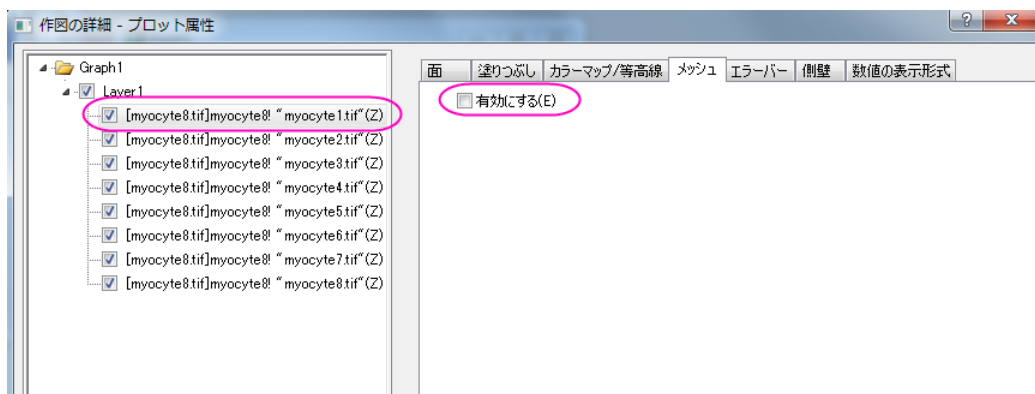 作図の詳細 - プロット属性
? X
Graph1
Layer1
[myocyte8.tif]myocyte8! "myocyte1.tif"(Z)
[myocyte8.tif]myocyte8! "myocyte2.tif"(Z)
[myocyte8.tif]myocyte8! "myocyte3.tif"(Z)
[myocyte8.tif]myocyte8! "myocyte4.tif"(Z)
[myocyte8.tif]myocyte8! "myocyte5.tif"(Z)
[myocyte8.tif]myocyte8! "myocyte6.tif"(Z)
[myocyte8.tif]myocyte8! "myocyte7.tif"(Z)
[myocyte8.tif]myocyte8! "myocyte8.tif"(Z)
面 塗りつぶし カラーマップ/等高線 メッシュ エラーバー 側壁 数値の表示形式
有効にする(E)